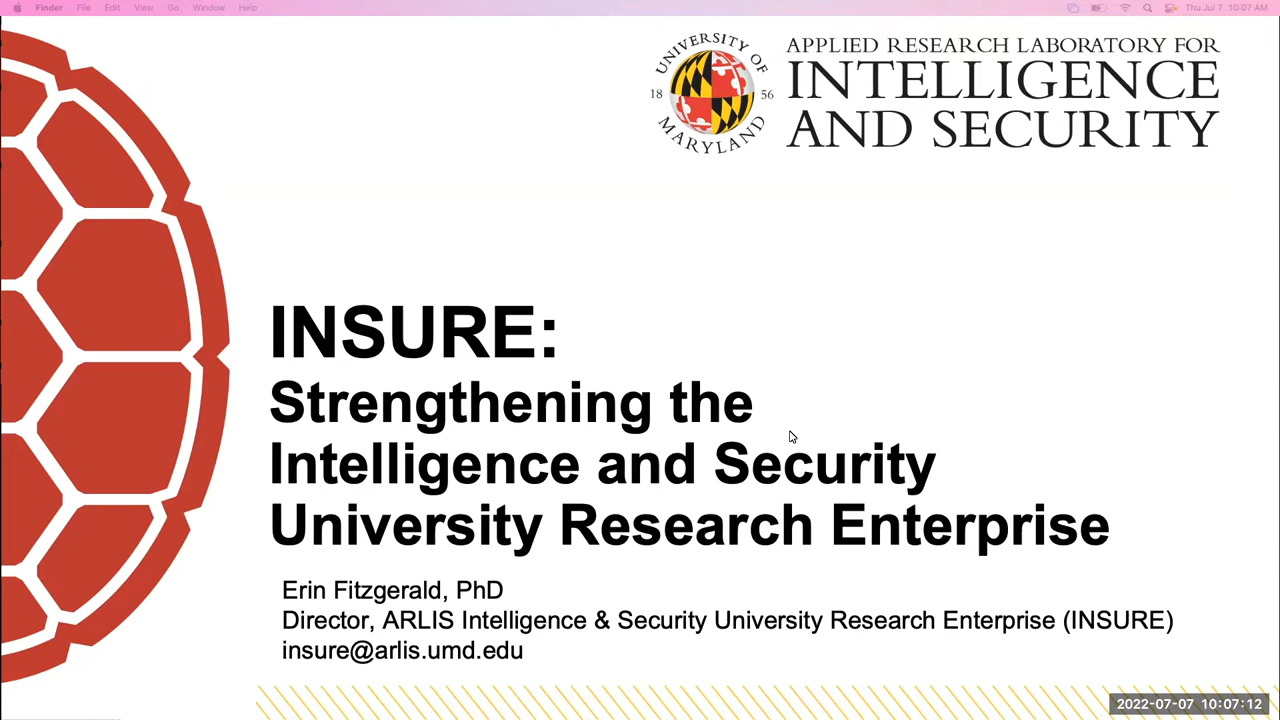 Finder File Edit View Go Window Help Thu Jul 7 10:07 AM
UNIVERSITY OF
18 56
MARYLAND
APPLIED RESEARCH LABORATORY FOR
INTELLIGENCE
AND SECURITY
INSURE:
Strengthening the
Intelligence and Security
University Research Enterprise
Erin Fitzgerald, PhD
Director, ARLIS Intelligence & Security University Research Enterprise (INSURE)
insure@arlis.umd.edu
2022-07-07 10:07:12